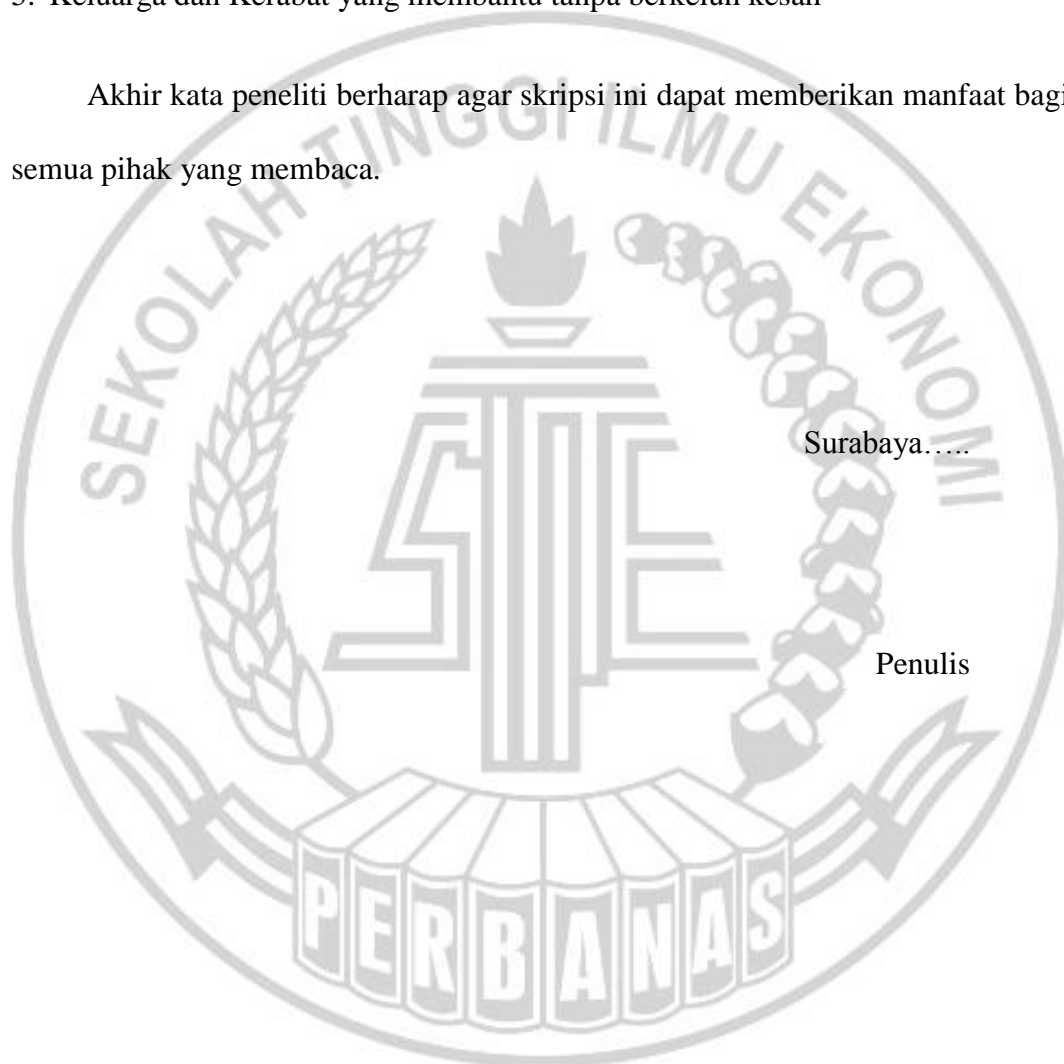 Keluarga dan Kerabat yang membantu tanpa berkeluh kesah
Akhir kata peneliti berharap agar skripsi ini dapat memberikan manfaat bagi
semua pihak yang membaca.
SEKOLAH TINGGI ILMU EKONOMI
Surabaya…..
STIE
Penulis
PERBANAS